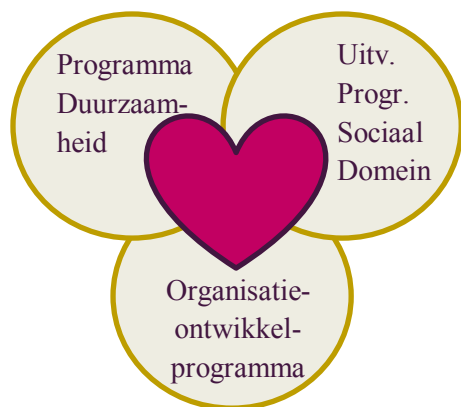 Programma
Duurzaam-
heid
Uitv.
Progr.
Sociaal
Domein
Organisatie-
ontwikkel-
programma